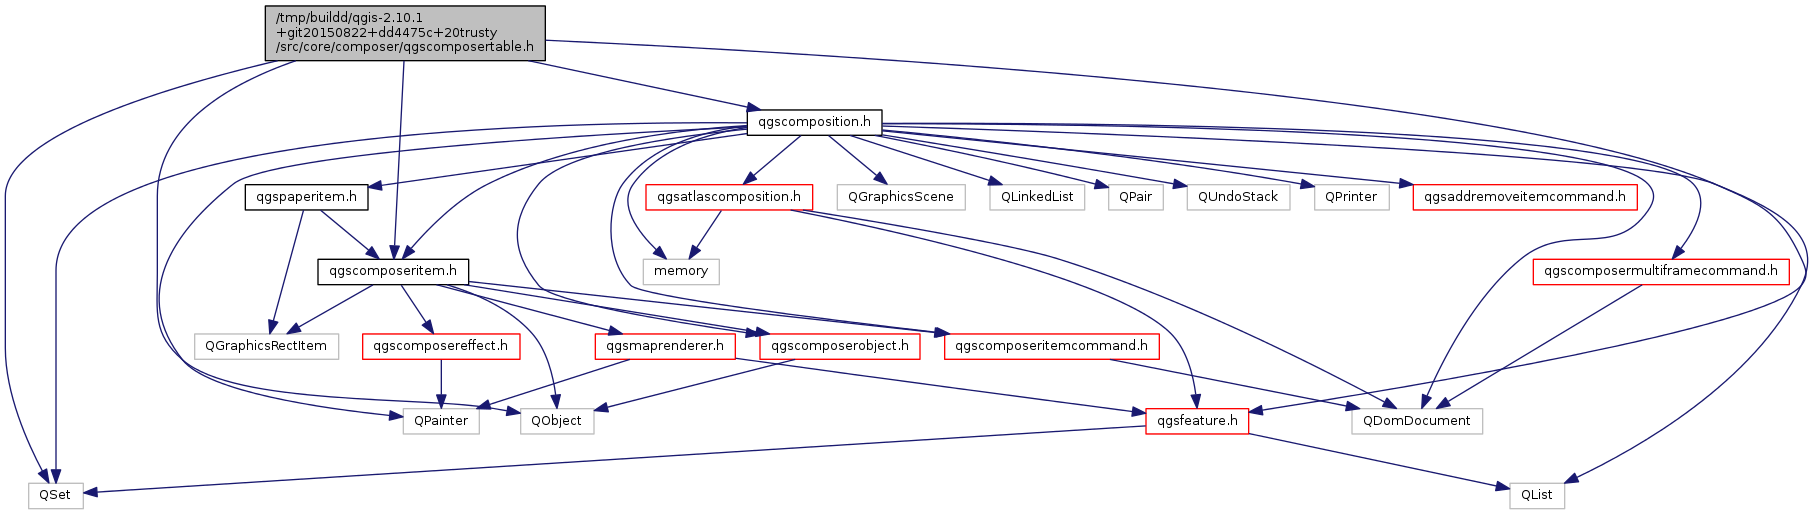 /tmp/buildd/qgis-2.10.1
+git20150822+dd4475c+20trusty
/src/core/composer/qgscomposertable.h
qgscomposition.h
qgspaperitem.h
qgsatlascomposition.h
QGraphicsScene
QLinkedList
QPair
QUndoStack
QPrinter
qgsaddremoveitemcommand.h
qgscomposeritem.h
memory
qgscomposermultiframecommand.h
QGraphicsRectItem
qgscomposereffect.h
qgsmaprenderer.h
qgscomposerobject.h
qgscomposeritemcommand.h
QPainter
QObject
qgsfeature.h
QDomDocument
QSet
QList